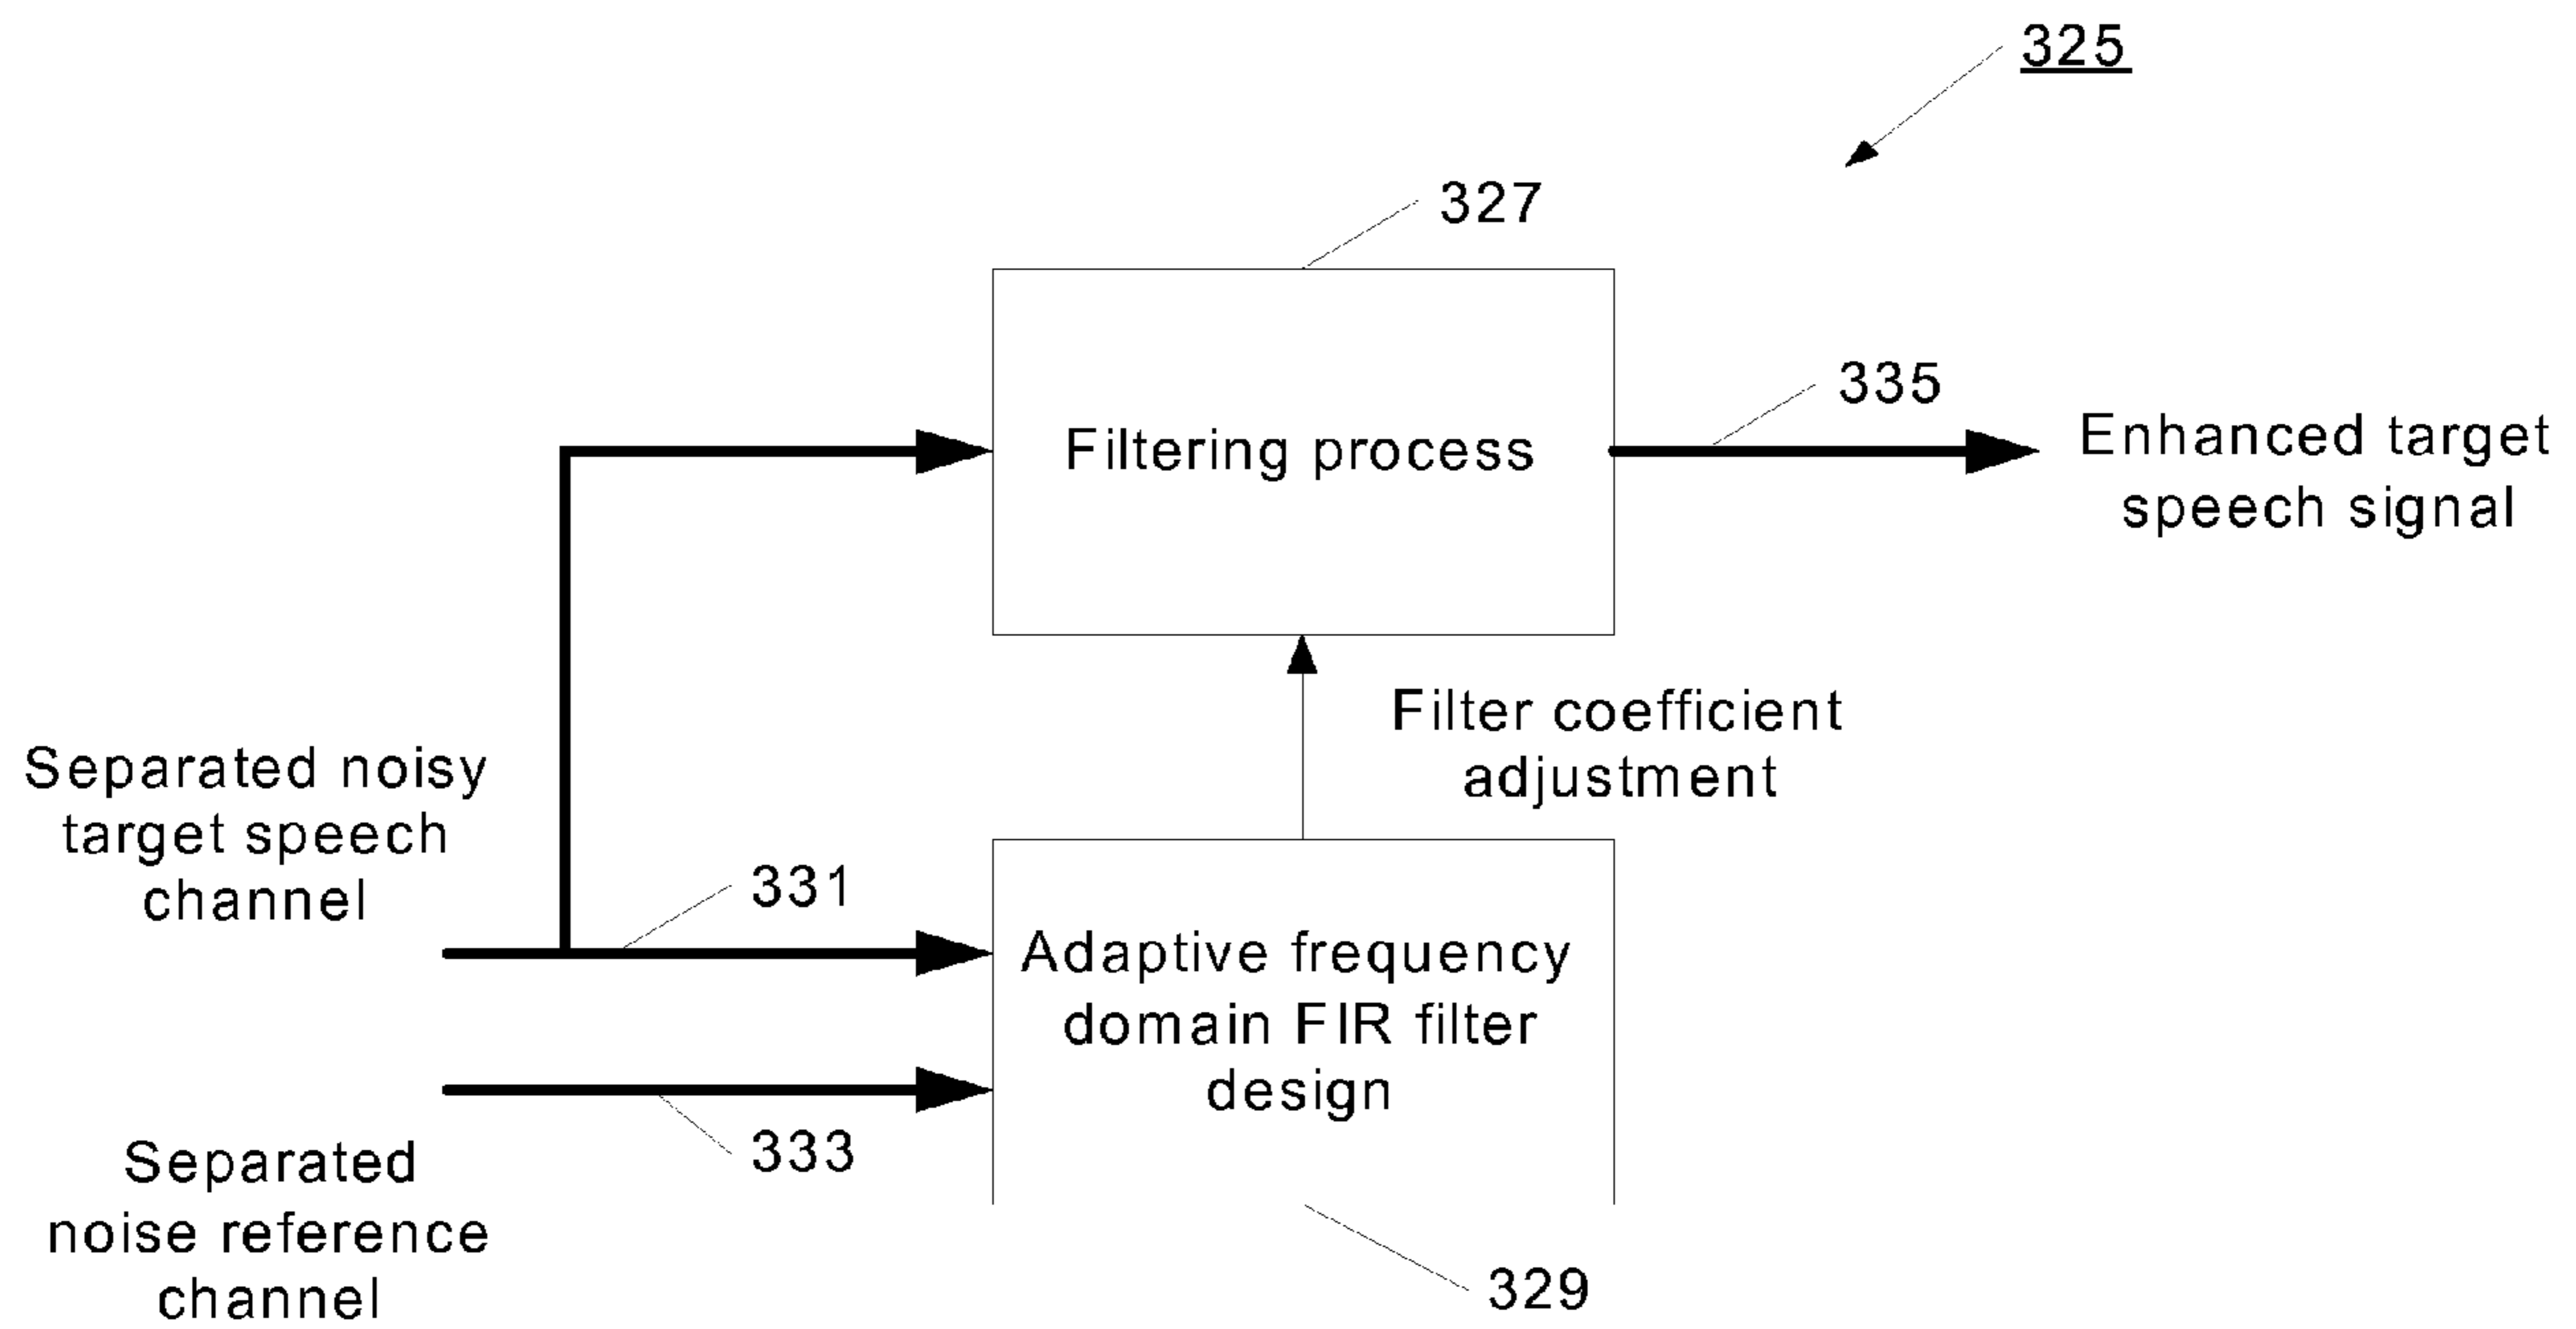 325
327
Filtering process
335
Enhanced target
speech signal
Filter coefficient
adjustment
Separated noisy
target speech
channel
331
Adaptive frequency
domain FIR filter
design
333
Separated
noise reference
channel
329